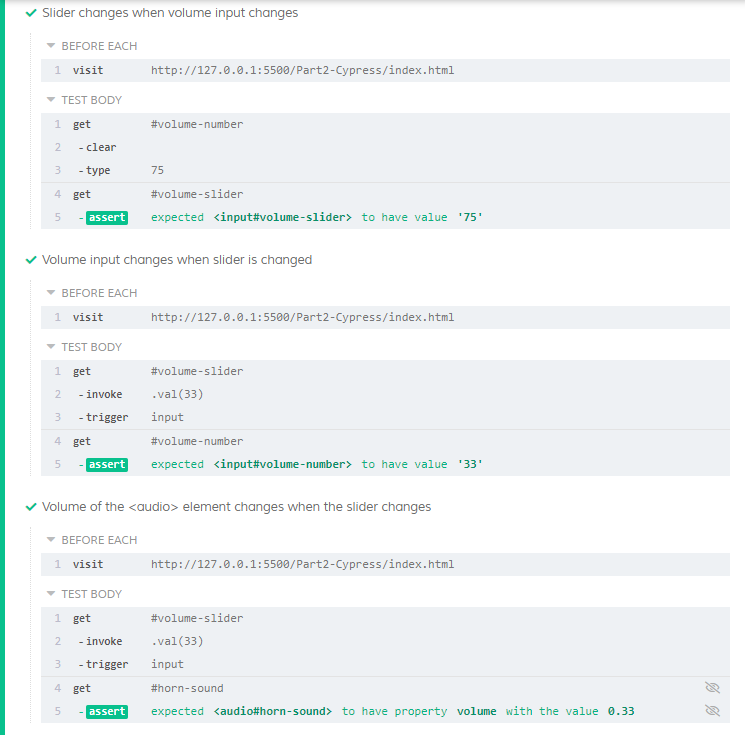 Slider changes when volume input changes
BEFORE EACH
1 visit http://127.0.0.1:5500/Part2-Cypress/index.html
TEST BODY
1 get #volume-number
2 -clear
3 -type 75
4 get #volume-slider
5 -assert expected <input#volume-slider> to have value '75'
Volume input changes when slider is changed
BEFORE EACH
1 visit http://127.0.0.1:5500/Part2-Cypress/index.html
TEST BODY
1 get #volume-slider
2 -invoke .val(33)
3 -trigger input
4 get #volume-number
5 -assert expected <input#volume-number> to have value '33'
Volume of the <audio> element changes when the slider changes
BEFORE EACH
1 visit http://127.0.0.1:5500/Part2-Cypress/index.html
TEST BODY
1 get #volume-slider
2 -invoke .val(33)
3 -trigger input
4 get #horn-sound
5 -assert expected <audio#horn-sound> to have property volume with the value 0.33